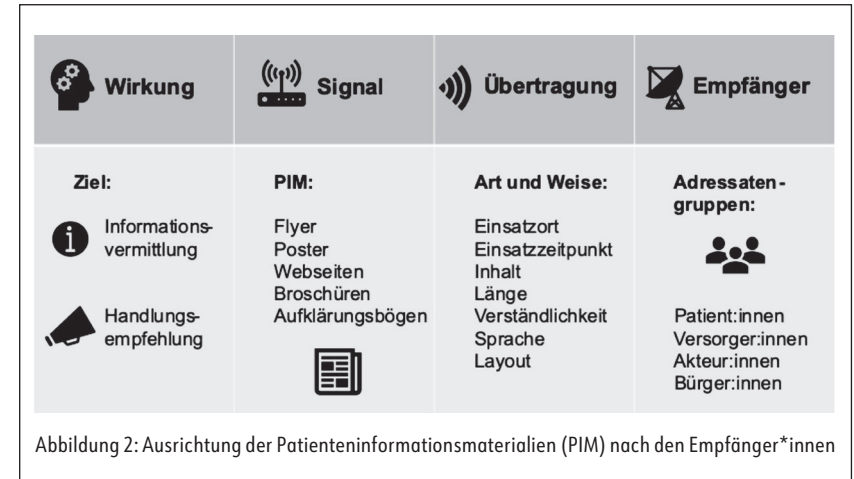 Wirkung
Signal
Übertragung
Empfänger
Ziel:
Informations-
vermittlung
Handlungs-
empfehlung
PIM:
Flyer
Poster
Webseiten
Broschüren
Aufklärungsbögen
Art und Weise:
Einsatzort
Einsatzzeitpunkt
Inhalt
Länge
Verständlichkeit
Sprache
Layout
Adressaten-
gruppen:
Patient:innen
Versorger:innen
Akteur:innen
Bürger:innen
Abbildung 2: Ausrichtung der Patienteninformationsmaterialien (PIM) nach den Empfänger*innen